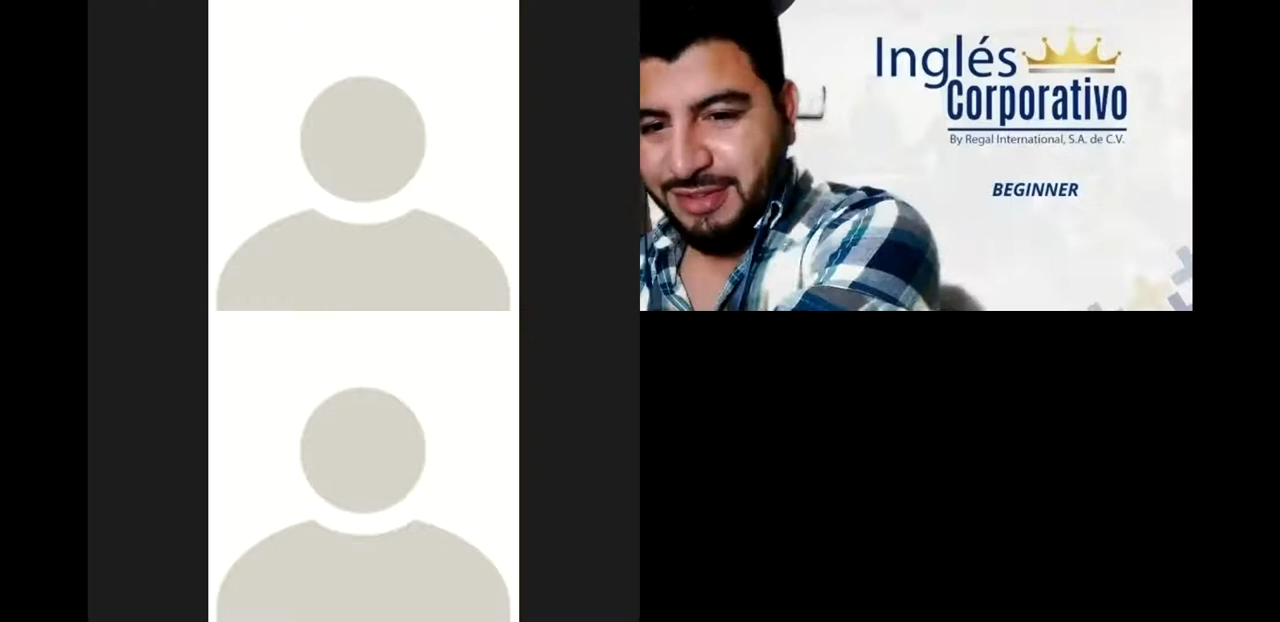 Inglés
Corporativo
By Regal International, S.A. de C.V.
BEGINNER